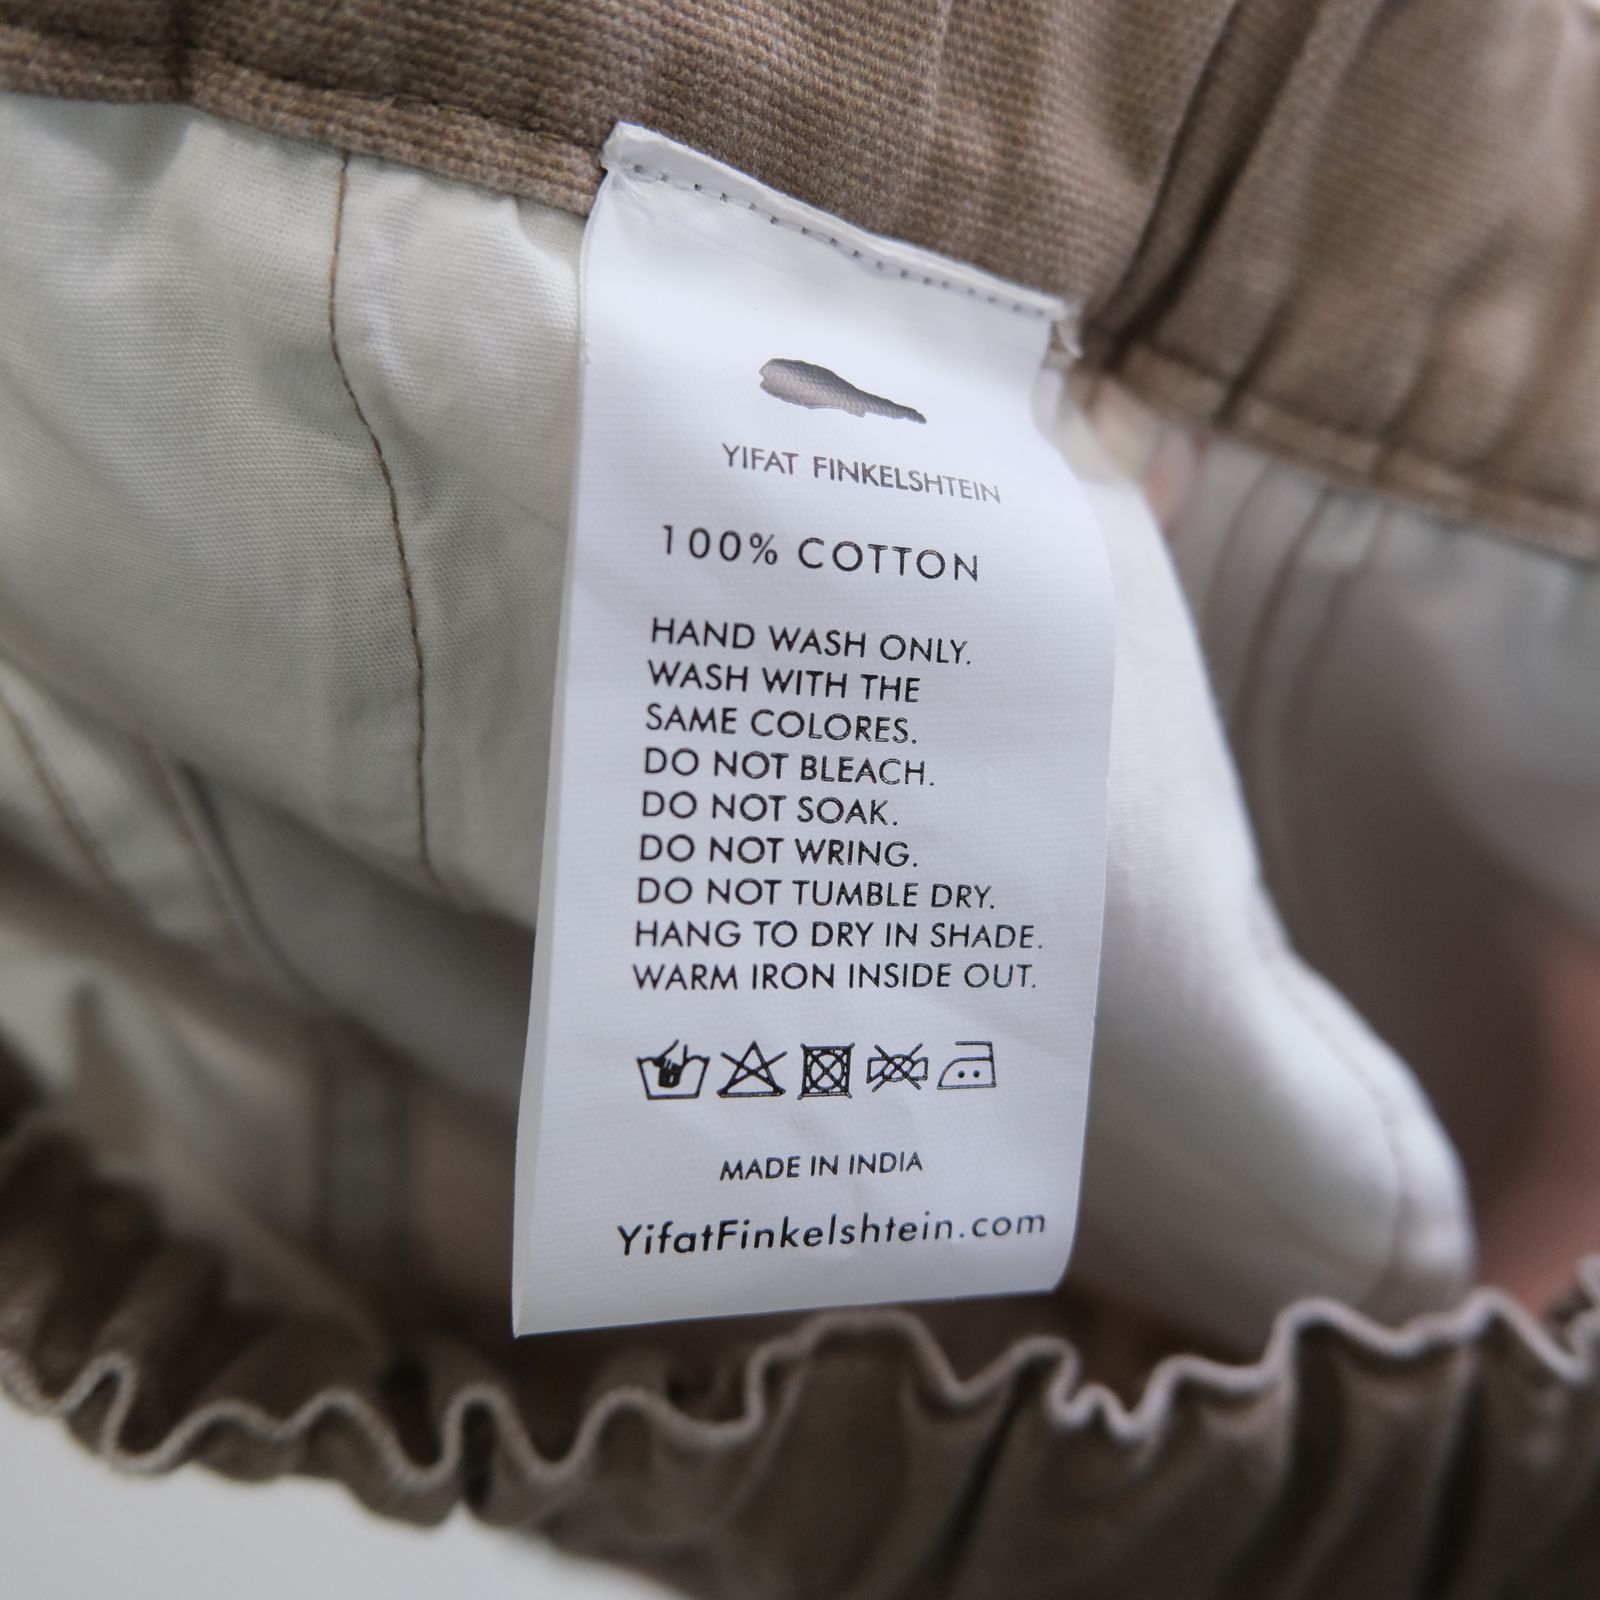 YIFAT FINKELSHTEIN
100% COTTON
HAND WASH ONLY.
WASH WITH THE
SAME COLORES.
DO NOT BLEACH.
DO NOT SOAK.
DO NOT WRING.
DO NOT TUMBLE DRY.
HANG TO DRY IN SHADE.
WARM IRON INSIDE OUT.
MADE IN INDIA
YifatFinkelshtein.com